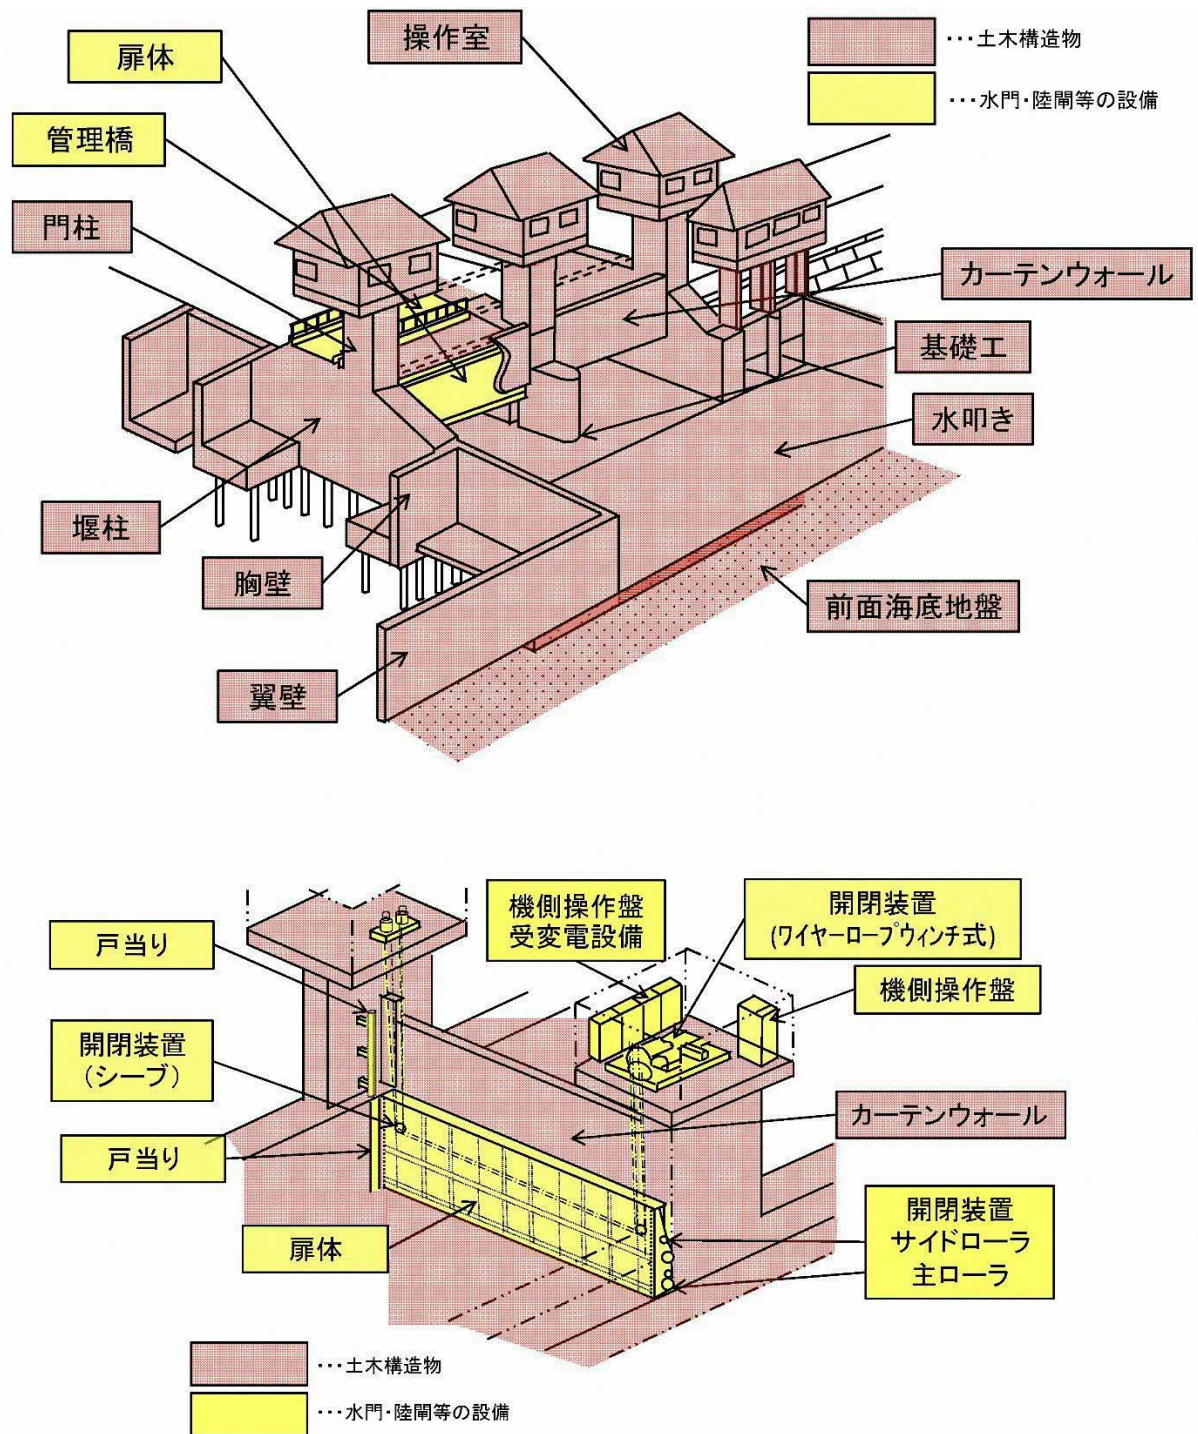 扉体
操作室
･･･土木構造物
･･･水門･陸閘等の設備
管理橋
門柱
カーテンウォール
基礎工
水叩き
堰柱
胸壁
前面海底地盤
翼壁
機側操作盤
受変電設備
開閉装置
(ワイヤーロープウィンチ式)
戸当り
機側操作盤
開閉装置
(シーブ)
カーテンウォール
戸当り
扉体
開閉装置
サイドローラ
主ローラ
･･･土木構造物
･･･水門･陸閘等の設備